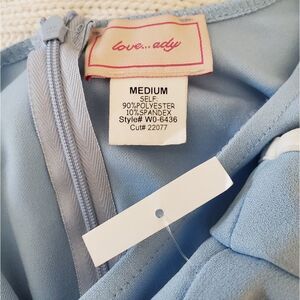 love...ady
MEDIUM
SELF:
90%POLYESTER
10%SPANDEX
Style# W0-6436
Cut# 22077